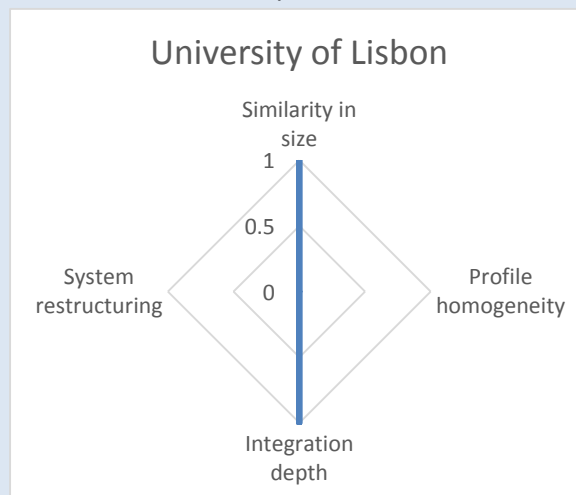 University of Lisbon
Similarity in
size
1
0.5
0
System
restructuring
Profile
homogeneity
Integration
depth